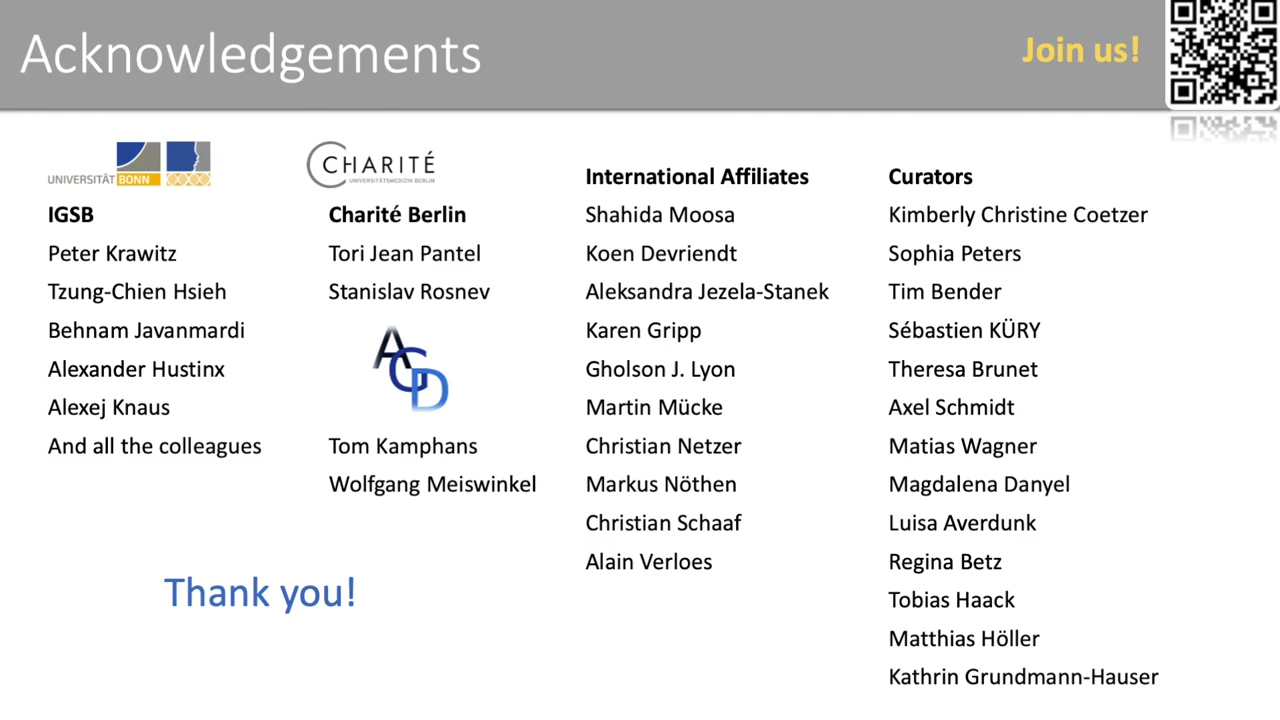 Acknowledgements
Join us!
UNIVERSITÄT BONN
IGSB
Peter Krawitz
Tzung-Chien Hsieh
Behnam Javanmardi
Alexander Hustinx
Alexej Knaus
And all the colleagues
CHARITÉ
UNIVERSITÄTSMEDIZIN BERLIN
Charité Berlin
Tori Jean Pantel
Stanislav Rosnev
AGD
Tom Kamphans
Wolfgang Meiswinkel
International Affiliates
Shahida Moosa
Koen Devriendt
Aleksandra Jezela-Stanek
Karen Gripp
Gholson J. Lyon
Martin Mücke
Christian Netzer
Markus Nöthen
Christian Schaaf
Alain Verloes
Curators
Kimberly Christine Coetzer
Sophia Peters
Tim Bender
Sébastien KÜRY
Theresa Brunet
Axel Schmidt
Matias Wagner
Magdalena Danyel
Luisa Averdunk
Regina Betz
Tobias Haack
Matthias Höller
Kathrin Grundmann-Hauser
Thank you!